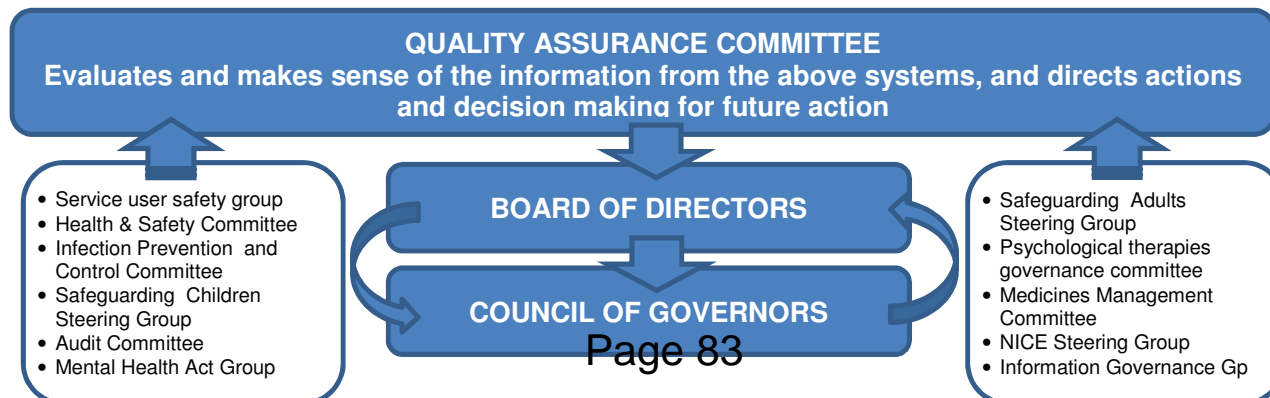 QUALITY ASSURANCE COMMITTEE
Evaluates and makes sense of the information from the above systems, and directs actions
and decision making for future action
• Service user safety group
• Health & Safety Committee
• Infection Prevention and
Control Committee
• Safeguarding Children
Steering Group
• Audit Committee
• Mental Health Act Group
BOARD OF DIRECTORS
COUNCIL OF GOVERNORS
Page 83
• Safeguarding Adults
Steering Group
• Psychological therapies
governance committee
• Medicines Management
Committee
• NICE Steering Group
• Information Governance Gp